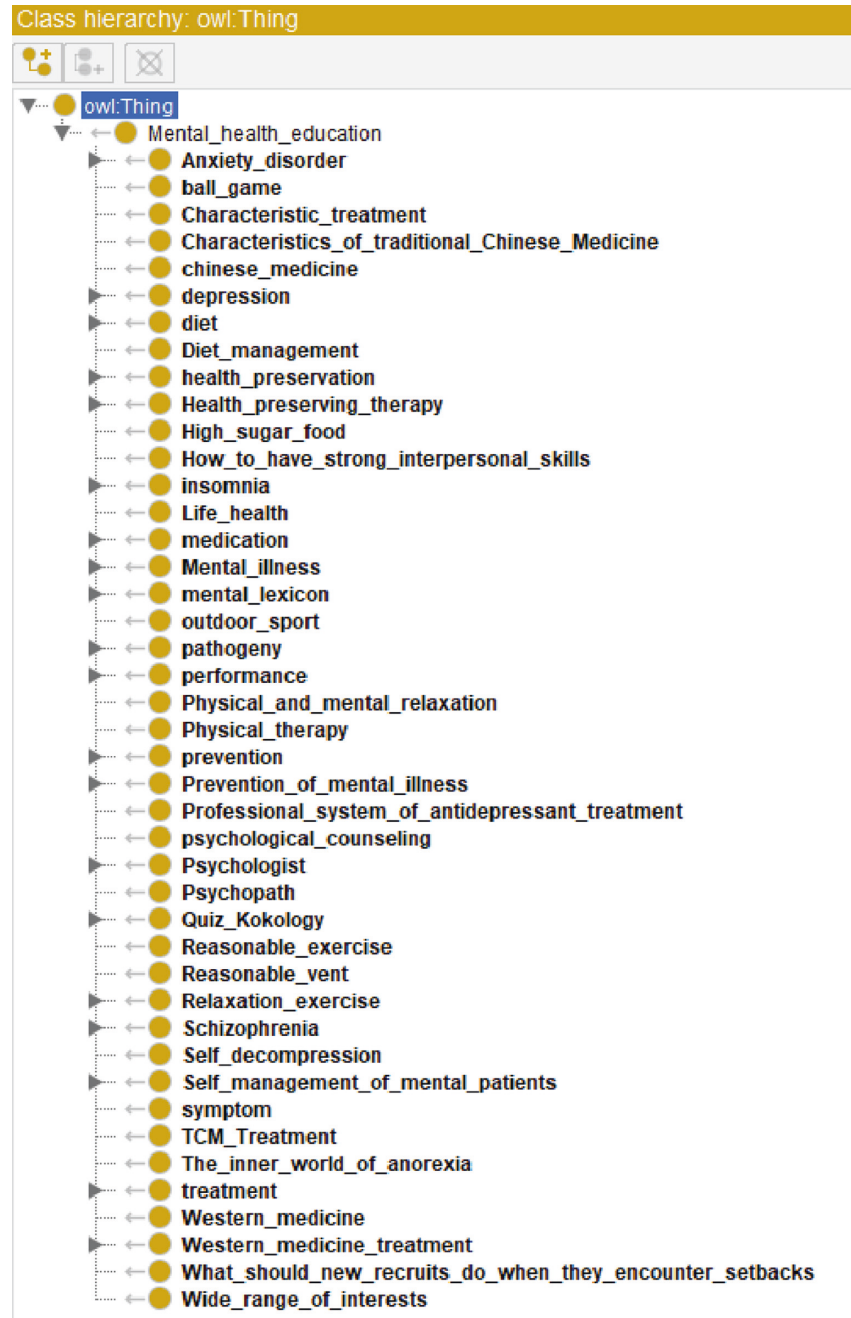 Class hierarchy: owl:Thing
owl:Thing
Mental_health_education
Anxiety_disorder
ball_game
Characteristic_treatment
Characteristics_of_traditional_Chinese_Medicine
chinese_medicine
depression
diet
Diet_management
health_preservation
Health_preserving_therapy
High_sugar_food
How_to_have_strong_interpersonal_skills
insomnia
Life_health
medication
Mental_illness
mental_lexicon
outdoor_sport
pathogeny
performance
Physical_and_mental_relaxation
Physical_therapy
prevention
Prevention_of_mental_illness
Professional_system_of_antidepressant_treatment
psychological_counseling
Psychologist
Psychopath
Quiz_Kokology
Reasonable_exercise
Reasonable_vent
Relaxation_exercise
Schizophrenia
Self_decompression
Self_management_of_mental_patients
symptom
TCM_Treatment
The_inner_world_of_anorexia
treatment
Western_medicine
Western_medicine_treatment
What_should_new_recruits_do_when_they_encounter_setbacks
Wide_range_of_interests